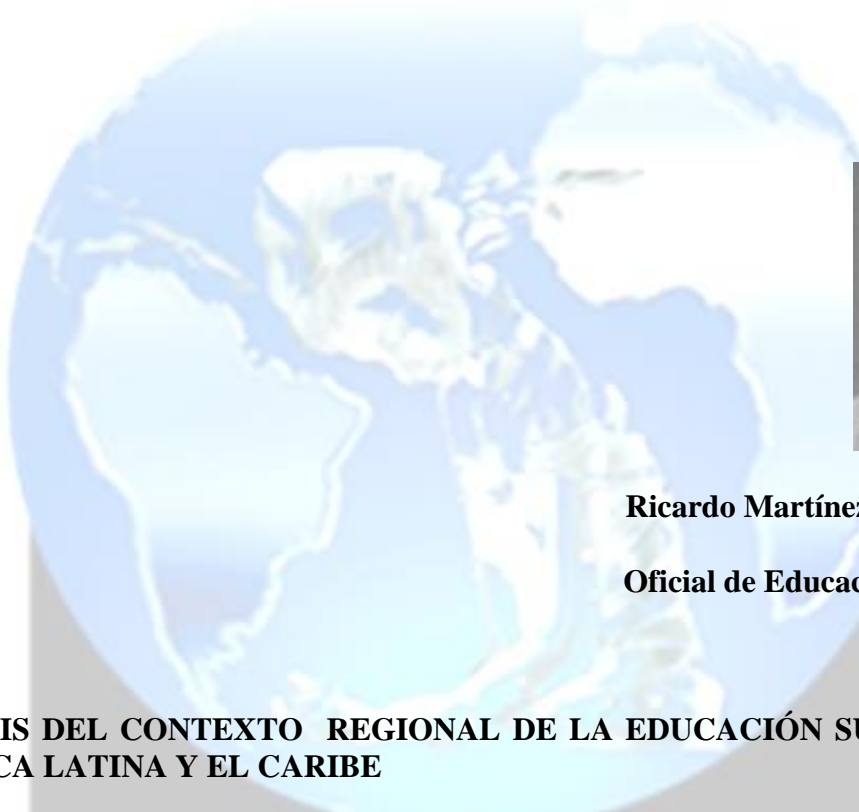 Ricardo Martínez
Oficial de Educac
IS DEL CONTEXTO REGIONAL DE LA EDUCACIÓN SU
CA LATINA Y EL CARIBE